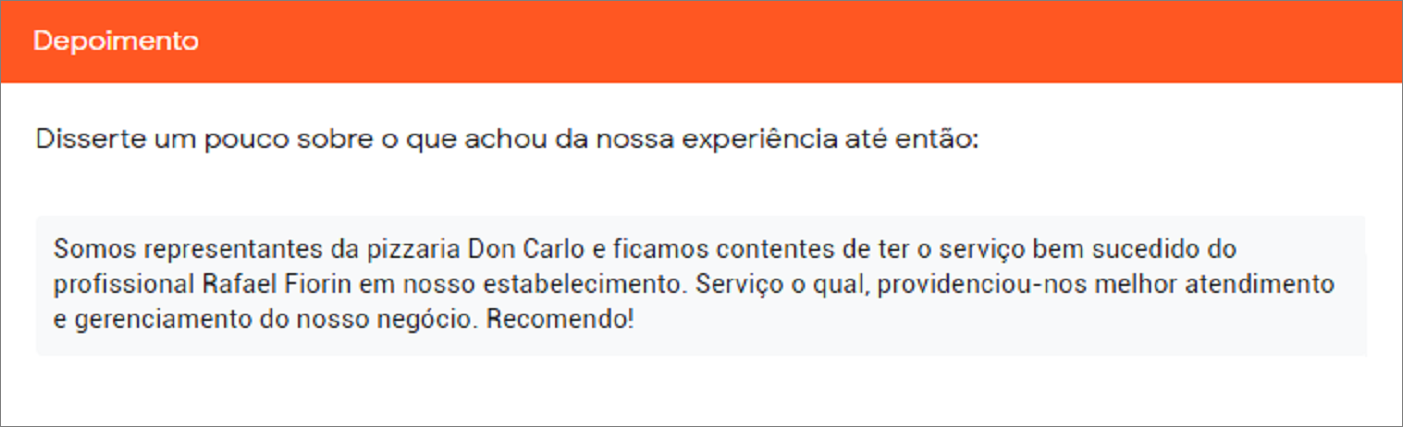 Depoimento
Disserte um pouco sobre o que achou da nossa experiência até então:
Somos representantes da pizzaria Don Carlo e ficamos contentes de ter o serviço bem sucedido do
profissional Rafael Fiorin em nosso estabelecimento. Serviço o qual, providenciou-nos melhor atendimento
e gerenciamento do nosso negócio. Recomendo!